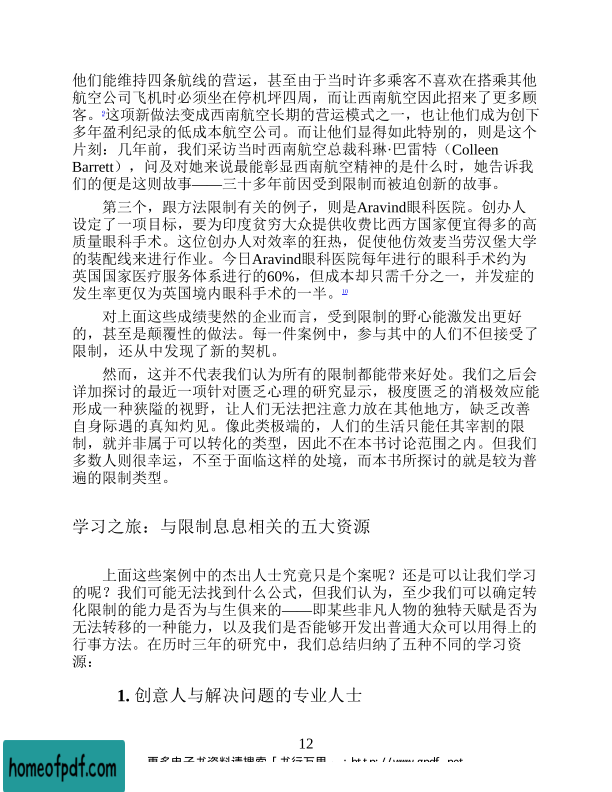 他们能维持四条航线的营运，甚至由于当时许多乘客不喜欢在搭乘其他
航空公司飞机时必须坐在停机坪四周，而让西南航空因此招来了更多顾
客。9这项新做法变成西南航空长期的营运模式之一，也让他们成为创下
多年盈利纪录的低成本航空公司。而让他们显得如此特别的，则是这个
片刻：几年前，我们采访当时西南航空总裁科琳·巴雷特（Colleen
Barrett），问及对她来说最能彰显西南航空精神的是什么时，她告诉我
们的便是这则故事——三十多年前因受到限制而被迫创新的故事。
第三个，跟方法限制有关的例子，则是Aravind眼科医院。创办人
设定了一项目标，要为印度贫穷大众提供收费比西方国家便宜得多的高
质量眼科手术。这位创办人对效率的狂热，促使他仿效麦当劳汉堡大学
的装配线来进行作业。今日Aravind眼科医院每年进行的眼科手术约为
英国国家医疗服务体系进行的60%，但成本却只需千分之一，并发症的
发生率更仅为英国境内眼科手术的一半。10
对上面这些成绩斐然的企业而言，受到限制的野心能激发出更好
的，甚至是颠覆性的做法。每一件案例中，参与其中的人们不但接受了
限制，还从中发现了新的契机。
然而，这并不代表我们认为所有的限制都能带来好处。我们之后会
详加探讨的最近一项针对匮乏心理的研究显示，极度匮乏的消极效应能
形成一种狭隘的视野，让人们无法把注意力放在其他地方，缺乏改善
自身际遇的真知灼见。像此类极端的，人们的生活只能任其宰割的限
制，就并非属于可以转化的类型，因此不在本书讨论范围之内。但我们
多数人则很幸运，不至于面临这样的处境，而本书所探讨的就是较为普
遍的限制类型。
学习之旅：与限制息息相关的五大资源
上面这些案例中的杰出人士究竟只是个案呢？还是可以让我们学习
的呢？我们可能无法找到什么公式，但我们认为，至少我们可以确定转
化限制的能力是否为与生俱来的——即某些非凡人物的独特天赋是否为
无法转移的一种能力，以及我们是否能够开发出普通大众可以用得上的
行事方法。在历时三年的研究中，我们总结归纳了五种不同的学习资
源：
1. 创意人与解决问题的专业人士
12
homeofpdf.com